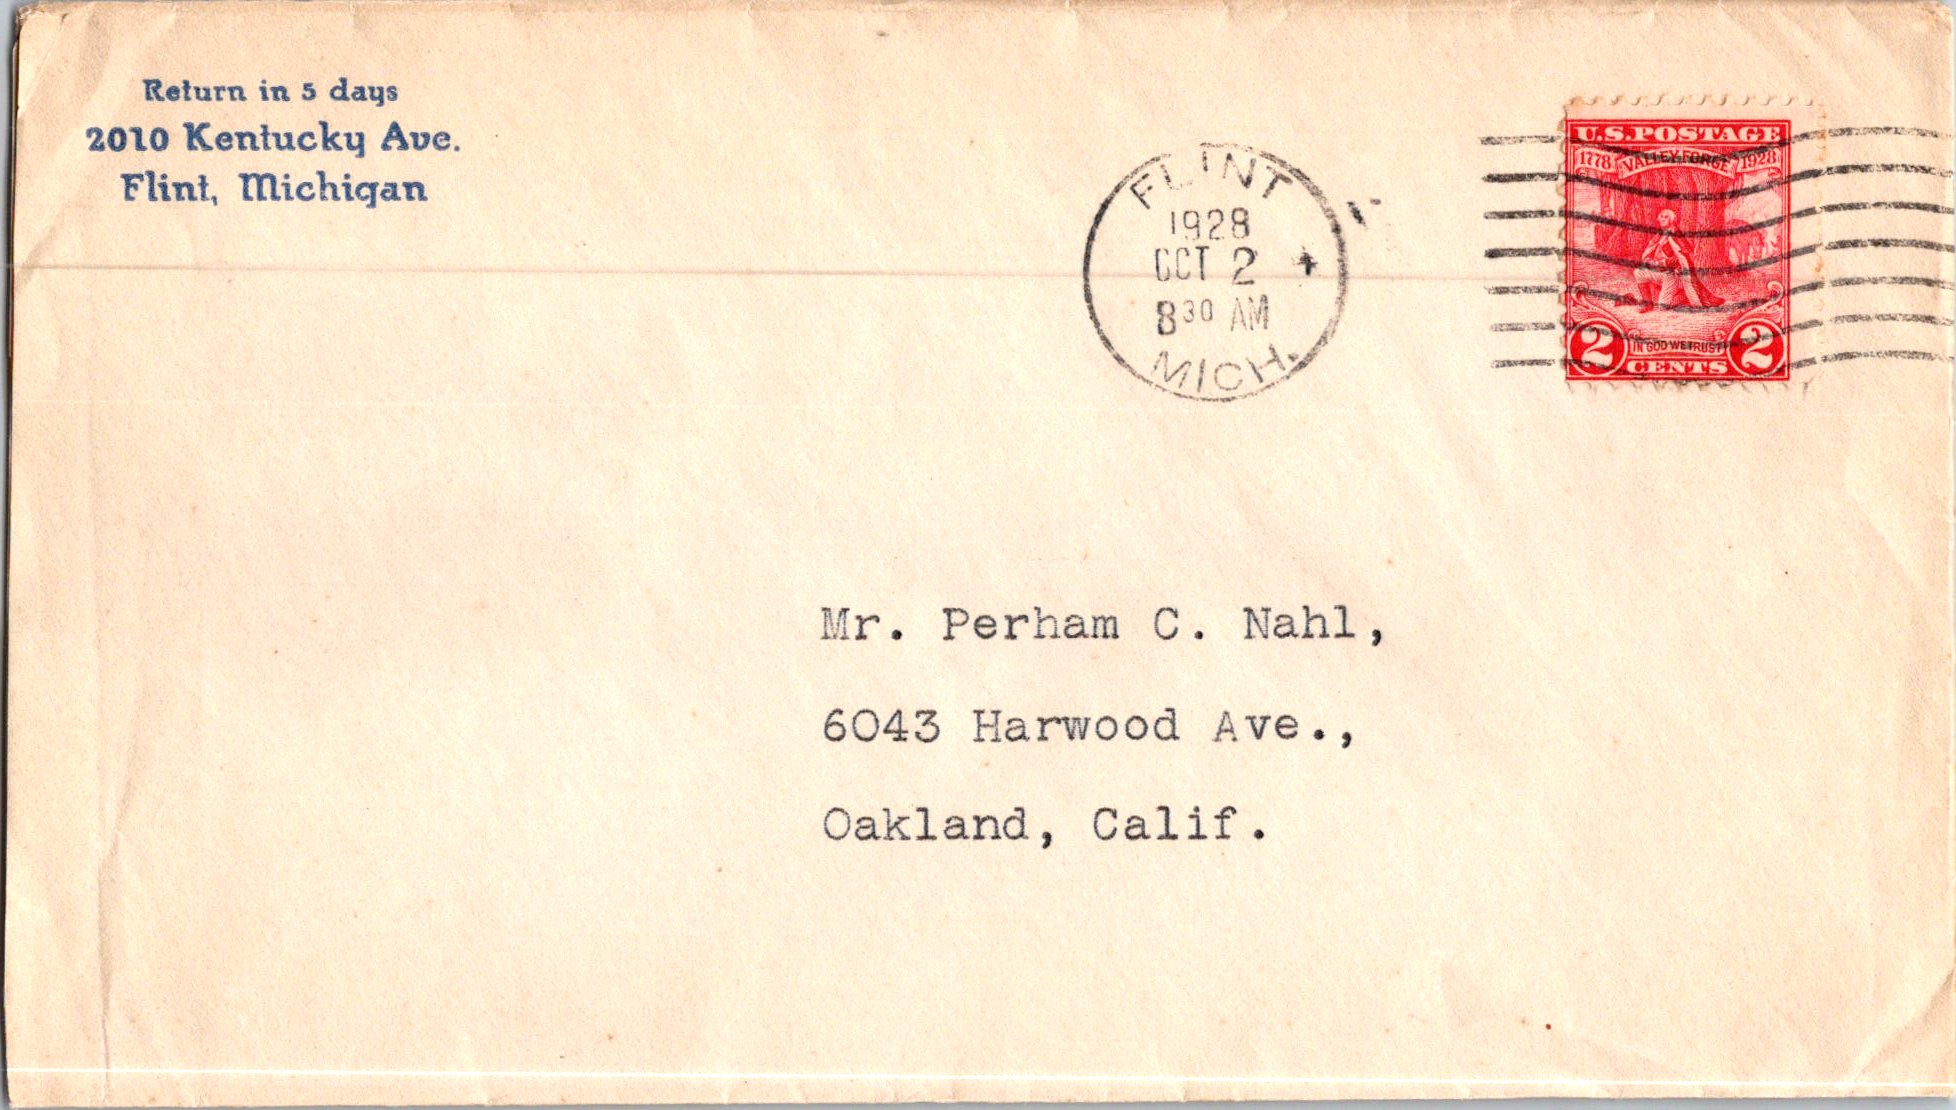 Return in 5 days
2010 Kentucky Ave.
Flint, Michigan
FLINT
1928
OCT 2
8 30 AM
MICH.
U.S. POSTAGE
1778 VALLEY FORGE 1928
IN GOD WE TRUST
2 CENTS 2
Mr. Perham C. Nahl,
6043 Harwood Ave.,
Oakland, Calif.